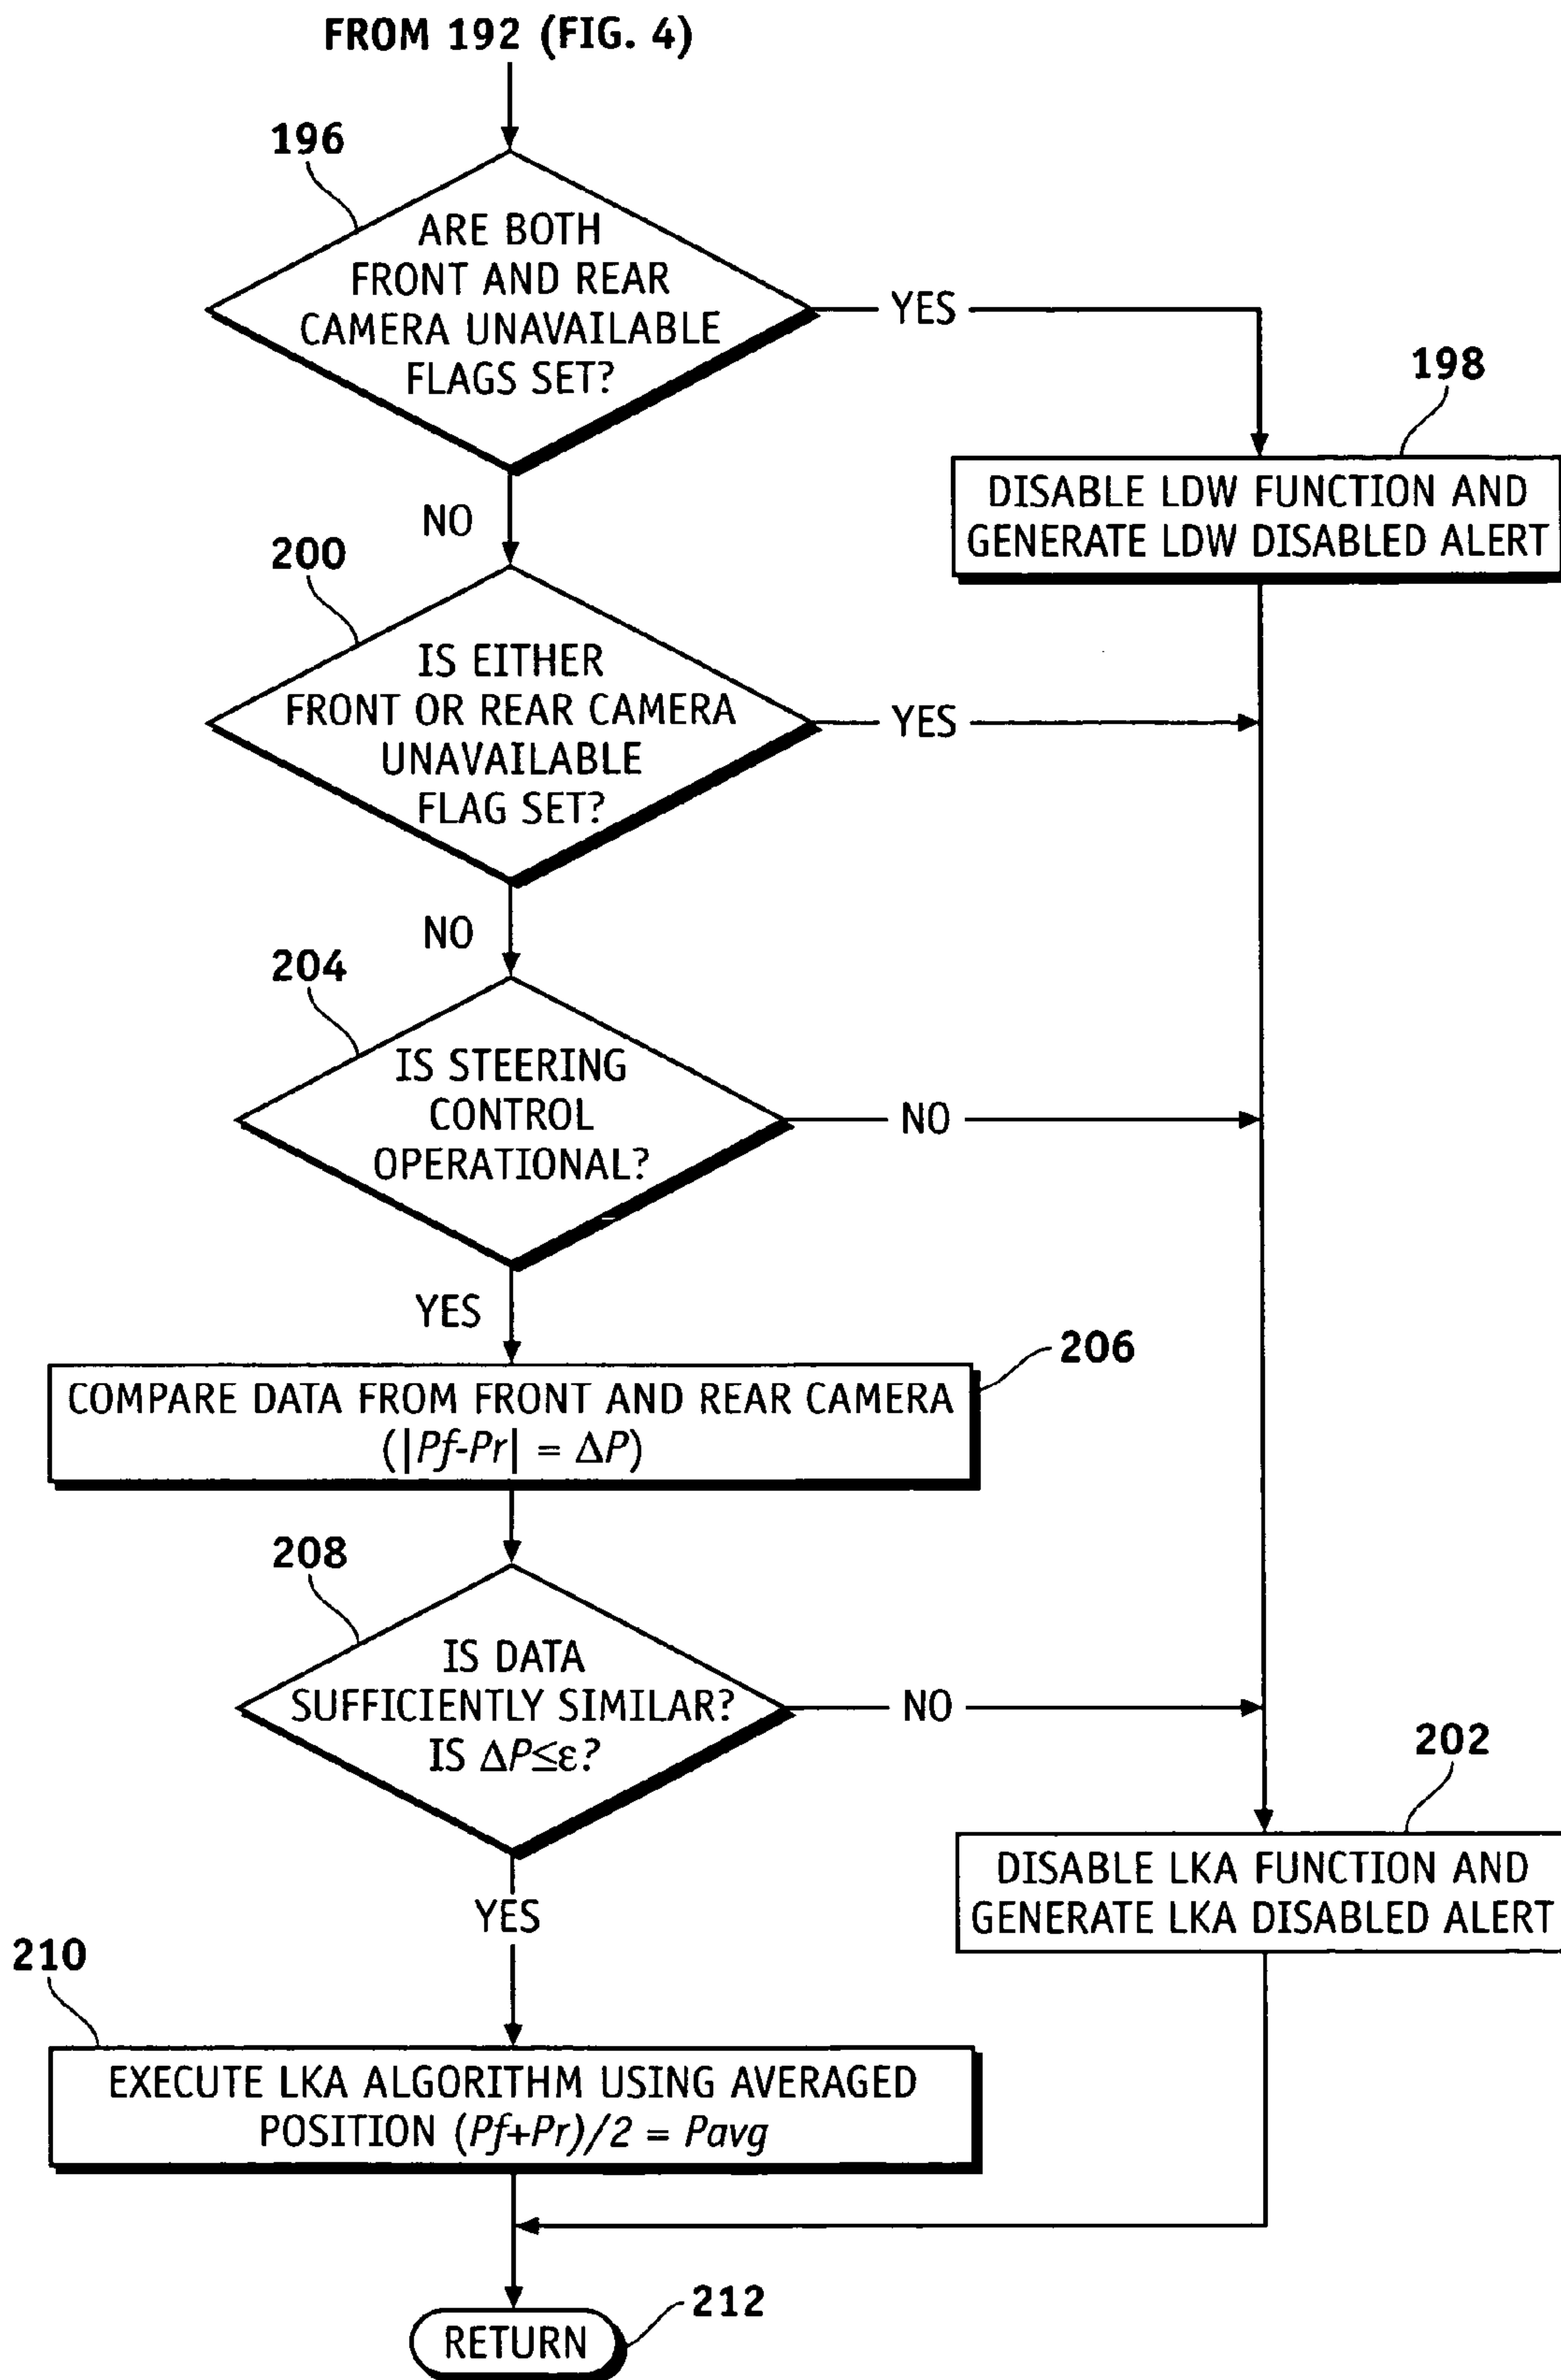 FROM 192 (FIG. 4)
196
ARE BOTH
FRONT AND REAR
CAMERA UNAVAILABLE
FLAGS SET?
YES
198
DISABLE LDW FUNCTION AND
GENERATE LDW DISABLED ALERT
NO
200
IS EITHER
FRONT OR REAR CAMERA
UNAVAILABLE
FLAG SET?
YES
NO
204
IS STEERING
CONTROL
OPERATIONAL?
NO
YES
206
COMPARE DATA FROM FRONT AND REAR CAMERA
(|Pf-Pr| = ΔP)
208
IS DATA
SUFFICIENTLY SIMILAR?
IS ΔP≤ε?
NO
202
DISABLE LKA FUNCTION AND
GENERATE LKA DISABLED ALERT
YES
210
EXECUTE LKA ALGORITHM USING AVERAGED
POSITION (Pf+Pr)/2 = Pavg
212
RETURN